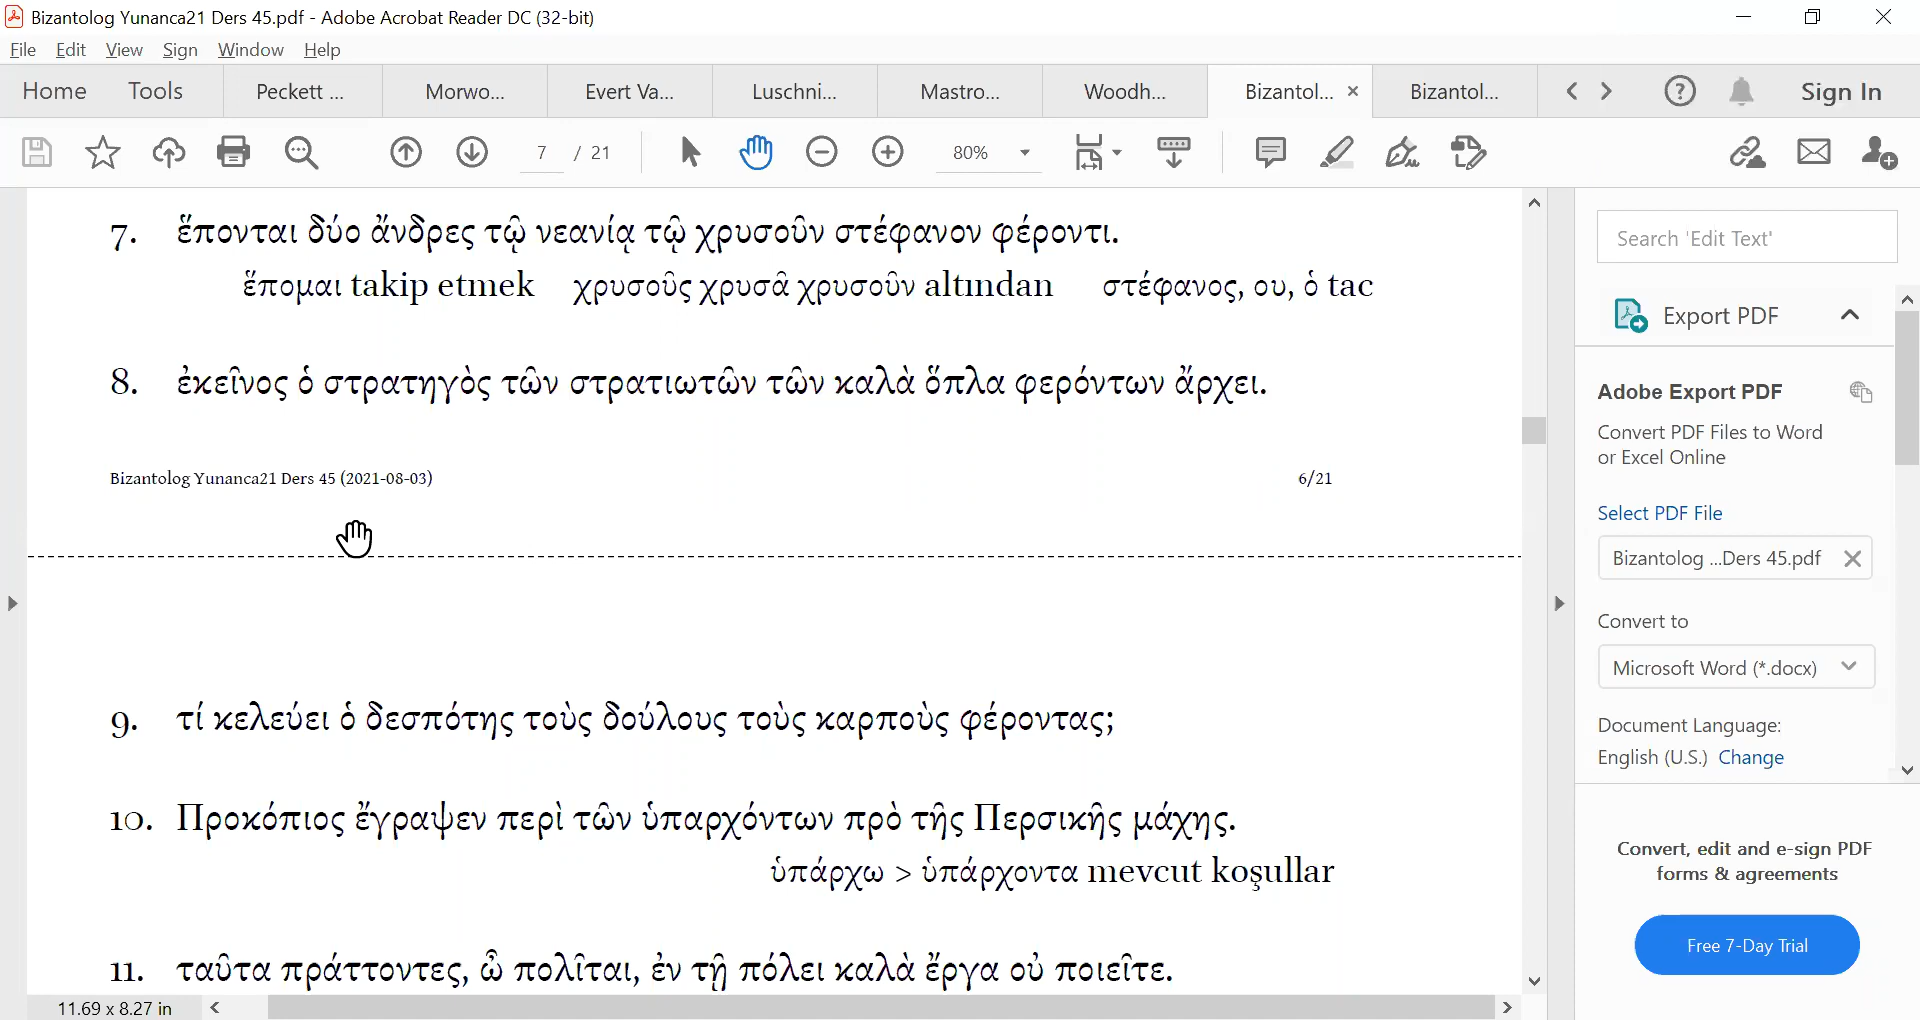 Bizantolog Yunanca21 Ders 45.pdf - Adobe Acrobat Reader DC (32-bit)
File Edit View Sign Window Help
Home Tools Peckett ... Morwo... Evert Va... Luschni... Mastro... Woodh... Bizantol... Bizantol... Sign In
7 / 21 80%
7. ἕπονται δύο ἄνδρες τῷ νεανίᾳ τῷ χρυσοῦν στέφανον φέροντι.
ἕπομαι takip etmek χρυσοῦς χρυσᾶ χρυσοῦν altından στέφανος, ου, ὁ tac
8. ἐκεῖνος ὁ στρατηγὸς τῶν στρατιωτῶν τῶν καλὰ ὅπλα φερόντων ἄρχει.
Bizantolog Yunanca21 Ders 45 (2021-08-03) 6/21
9. τί κελεύει ὁ δεσπότης τοὺς δούλους τοὺς καρποὺς φέροντας;
10. Προκόπιος ἔγραψεν περὶ τῶν ὑπαρχόντων πρὸ τῆς Περσικῆς μάχης.
ὑπάρχω > ὑπάρχοντα mevcut koşullar
11. ταῦτα πράττοντες, ὦ πολῖται, ἐν τῇ πόλει καλὰ ἔργα οὐ ποιεῖτε.
11.69 x 8.27 in
Search 'Edit Text'
Export PDF
Adobe Export PDF
Convert PDF Files to Word
or Excel Online
Select PDF File
Bizantolog ...Ders 45.pdf
Convert to
Microsoft Word (*.docx)
Document Language:
English (U.S.) Change
Convert, edit and e-sign PDF
forms & agreements
Free 7-Day Trial